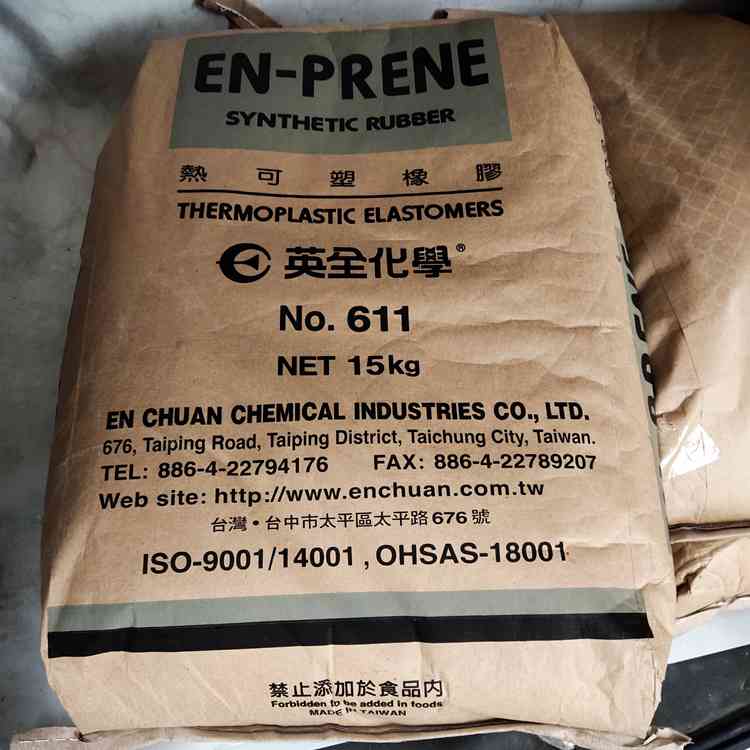 EN-PRENE
SYNTHETIC RUBBER
熱可塑橡膠
THERMOPLASTIC ELASTOMERS
英全化學®
No. 611
NET 15kg
EN CHUAN CHEMICAL INDUSTRIES CO., LTD.
676, Taiping Road, Taiping District, Taichung City, Taiwan.
TEL: 886-4-22794176 FAX: 886-4-22789207
Web site: http://www.enchuan.com.tw
台灣・台中市太平區太平路676號
ISO-9001/14001 , OHSAS-18001
禁止添加於食品內
Forbidden to be added in foods
MADE IN TAIWAN